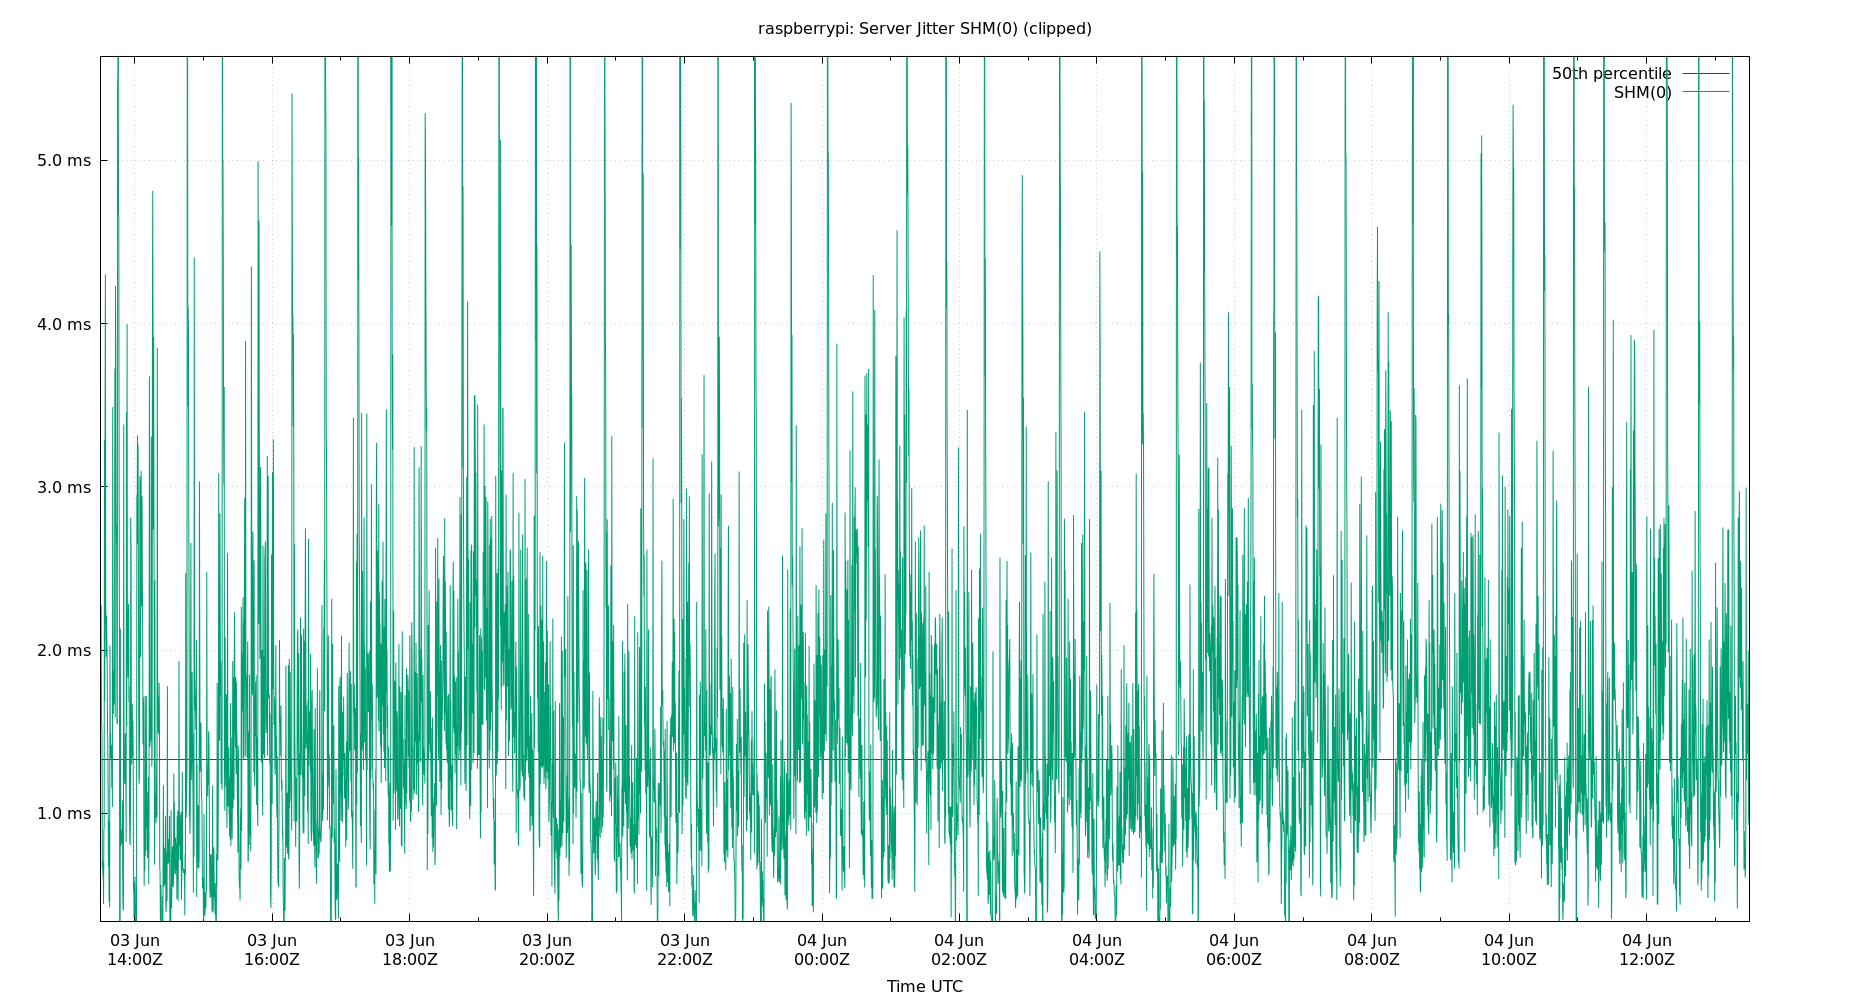 raspberrypi: Server Jitter SHM(0) (clipped)
50th percentile
SHM(0)
5.0 ms
4.0 ms
3.0 ms
2.0 ms
1.0 ms
03 Jun 03 Jun 03 Jun 03 Jun 03 Jun 04 Jun 04 Jun 04 Jun 04 Jun 04 Jun 04 Jun 04 Jun
14:00Z 16:00Z 18:00Z 20:00Z 22:00Z 00:00Z 02:00Z 04:00Z 06:00Z 08:00Z 10:00Z 12:00Z
Time UTC